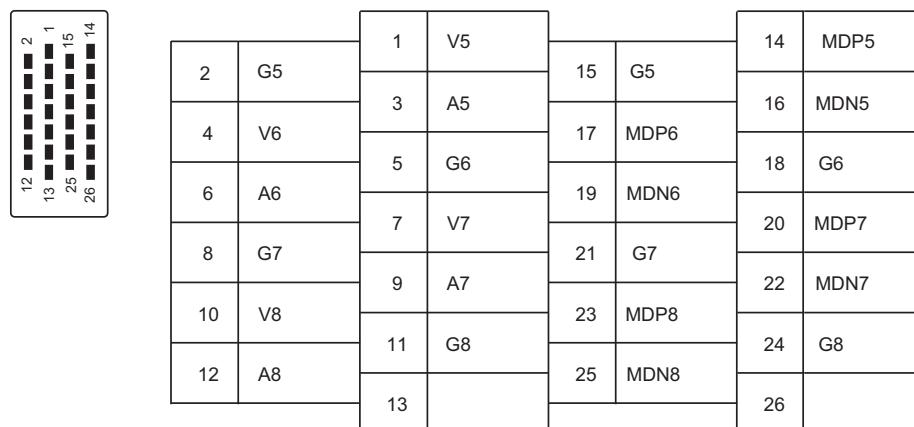 2 1 15 14
12 13 25 26
1 V5 14 MDP5
2 G5 15 G5
3 A5 16 MDN5
4 V6 17 MDP6
5 G6 18 G6
6 A6 19 MDN6
7 V7 20 MDP7
8 G7 21 G7
9 A7 22 MDN7
10 V8 23 MDP8
11 G8 24 G8
12 A8 25 MDN8
13 26